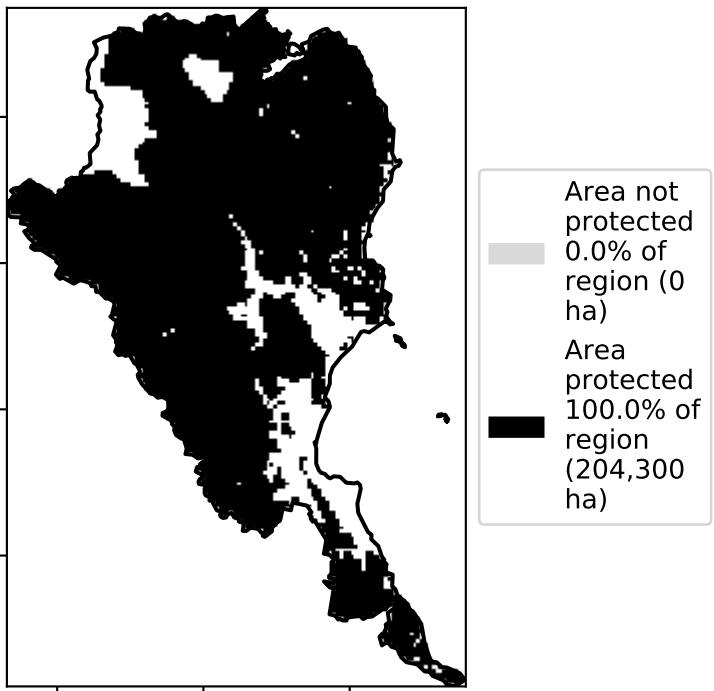 Area not
protected
0.0% of
region (0
ha)
Area
protected
100.0% of
region
(204,300
ha)